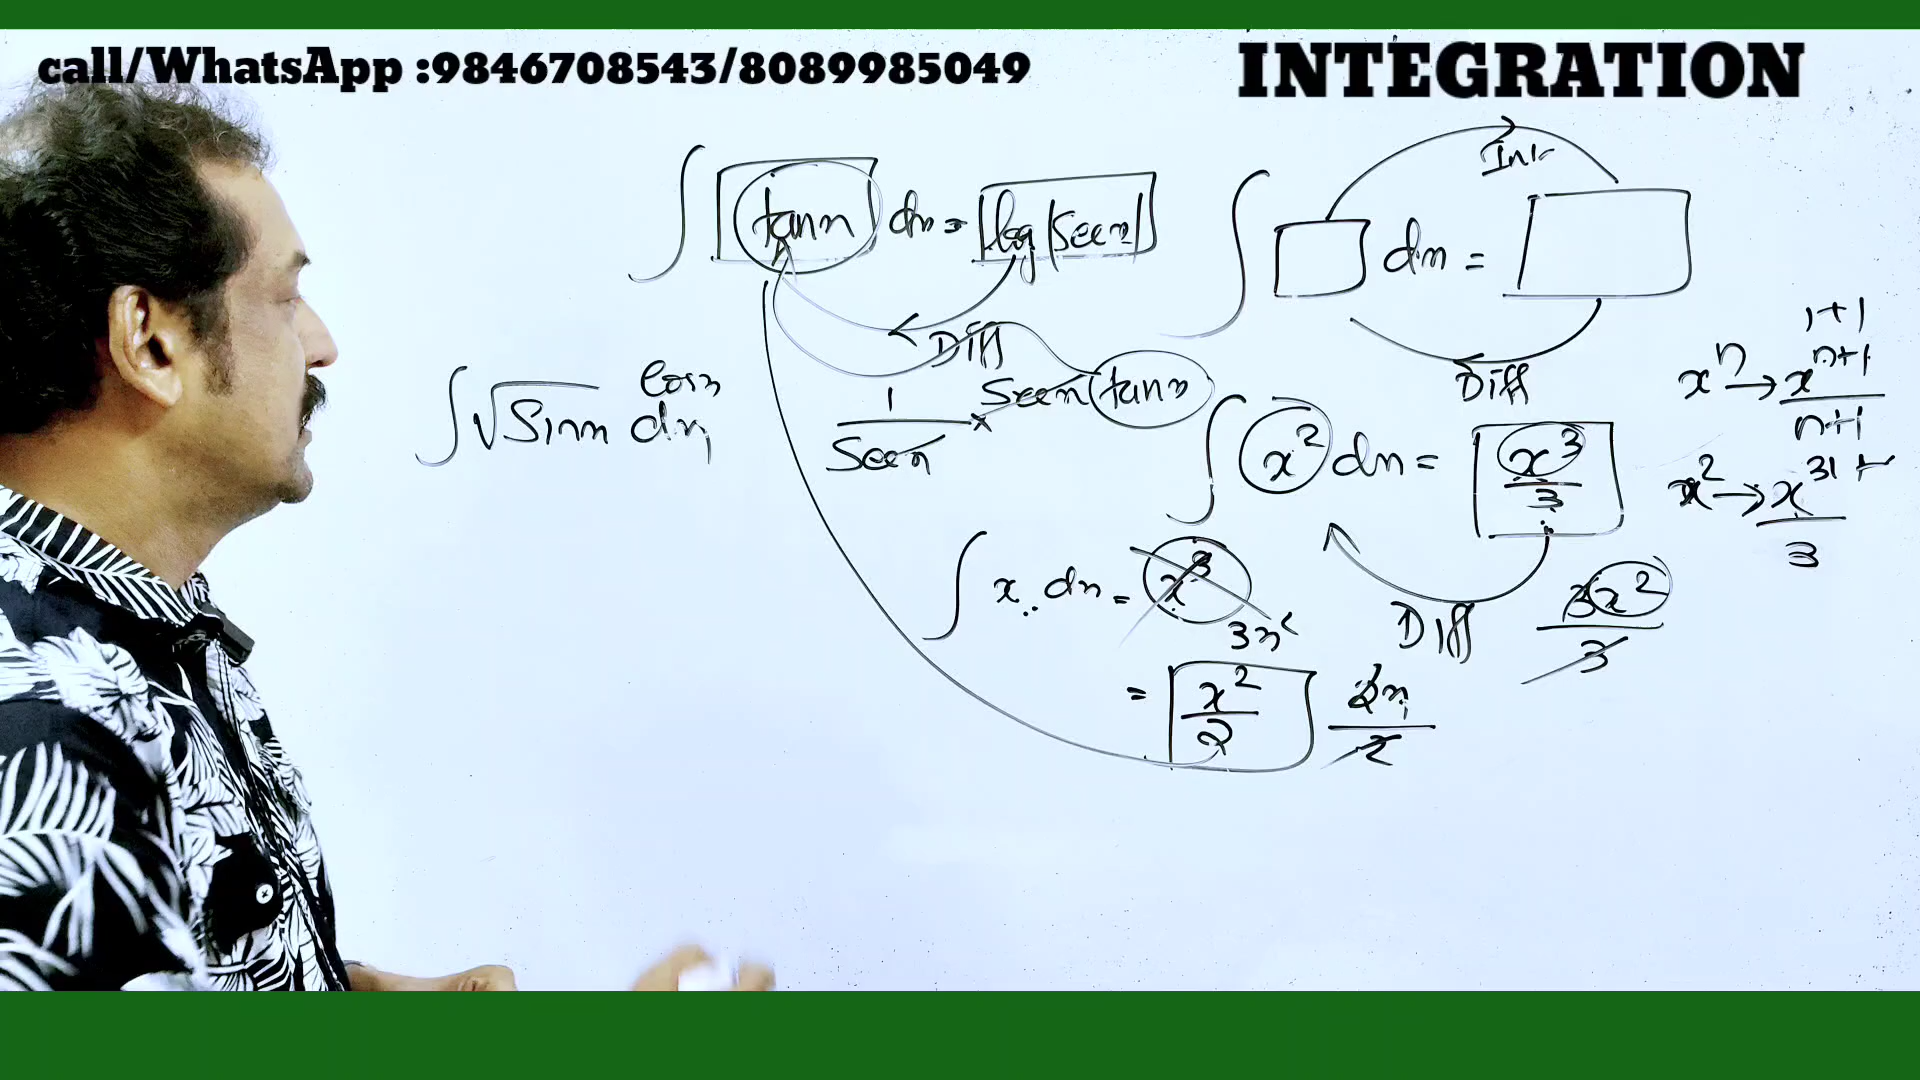 call/WhatsApp :9846708543/8089985049
INTEGRATION
∫ tanx dx = log|secx|
Diff
1/secx × secx tanx
∫ √sinx cosx dx
Int
∫ □ dx = □
Diff
x^n → x^(n+1)/(n+1)
1+1
∫ x² dx = x³/3
x² → x³/3
Diff
3x²/3
∫ x dx = x³
3x²
= x²/2
2x/2